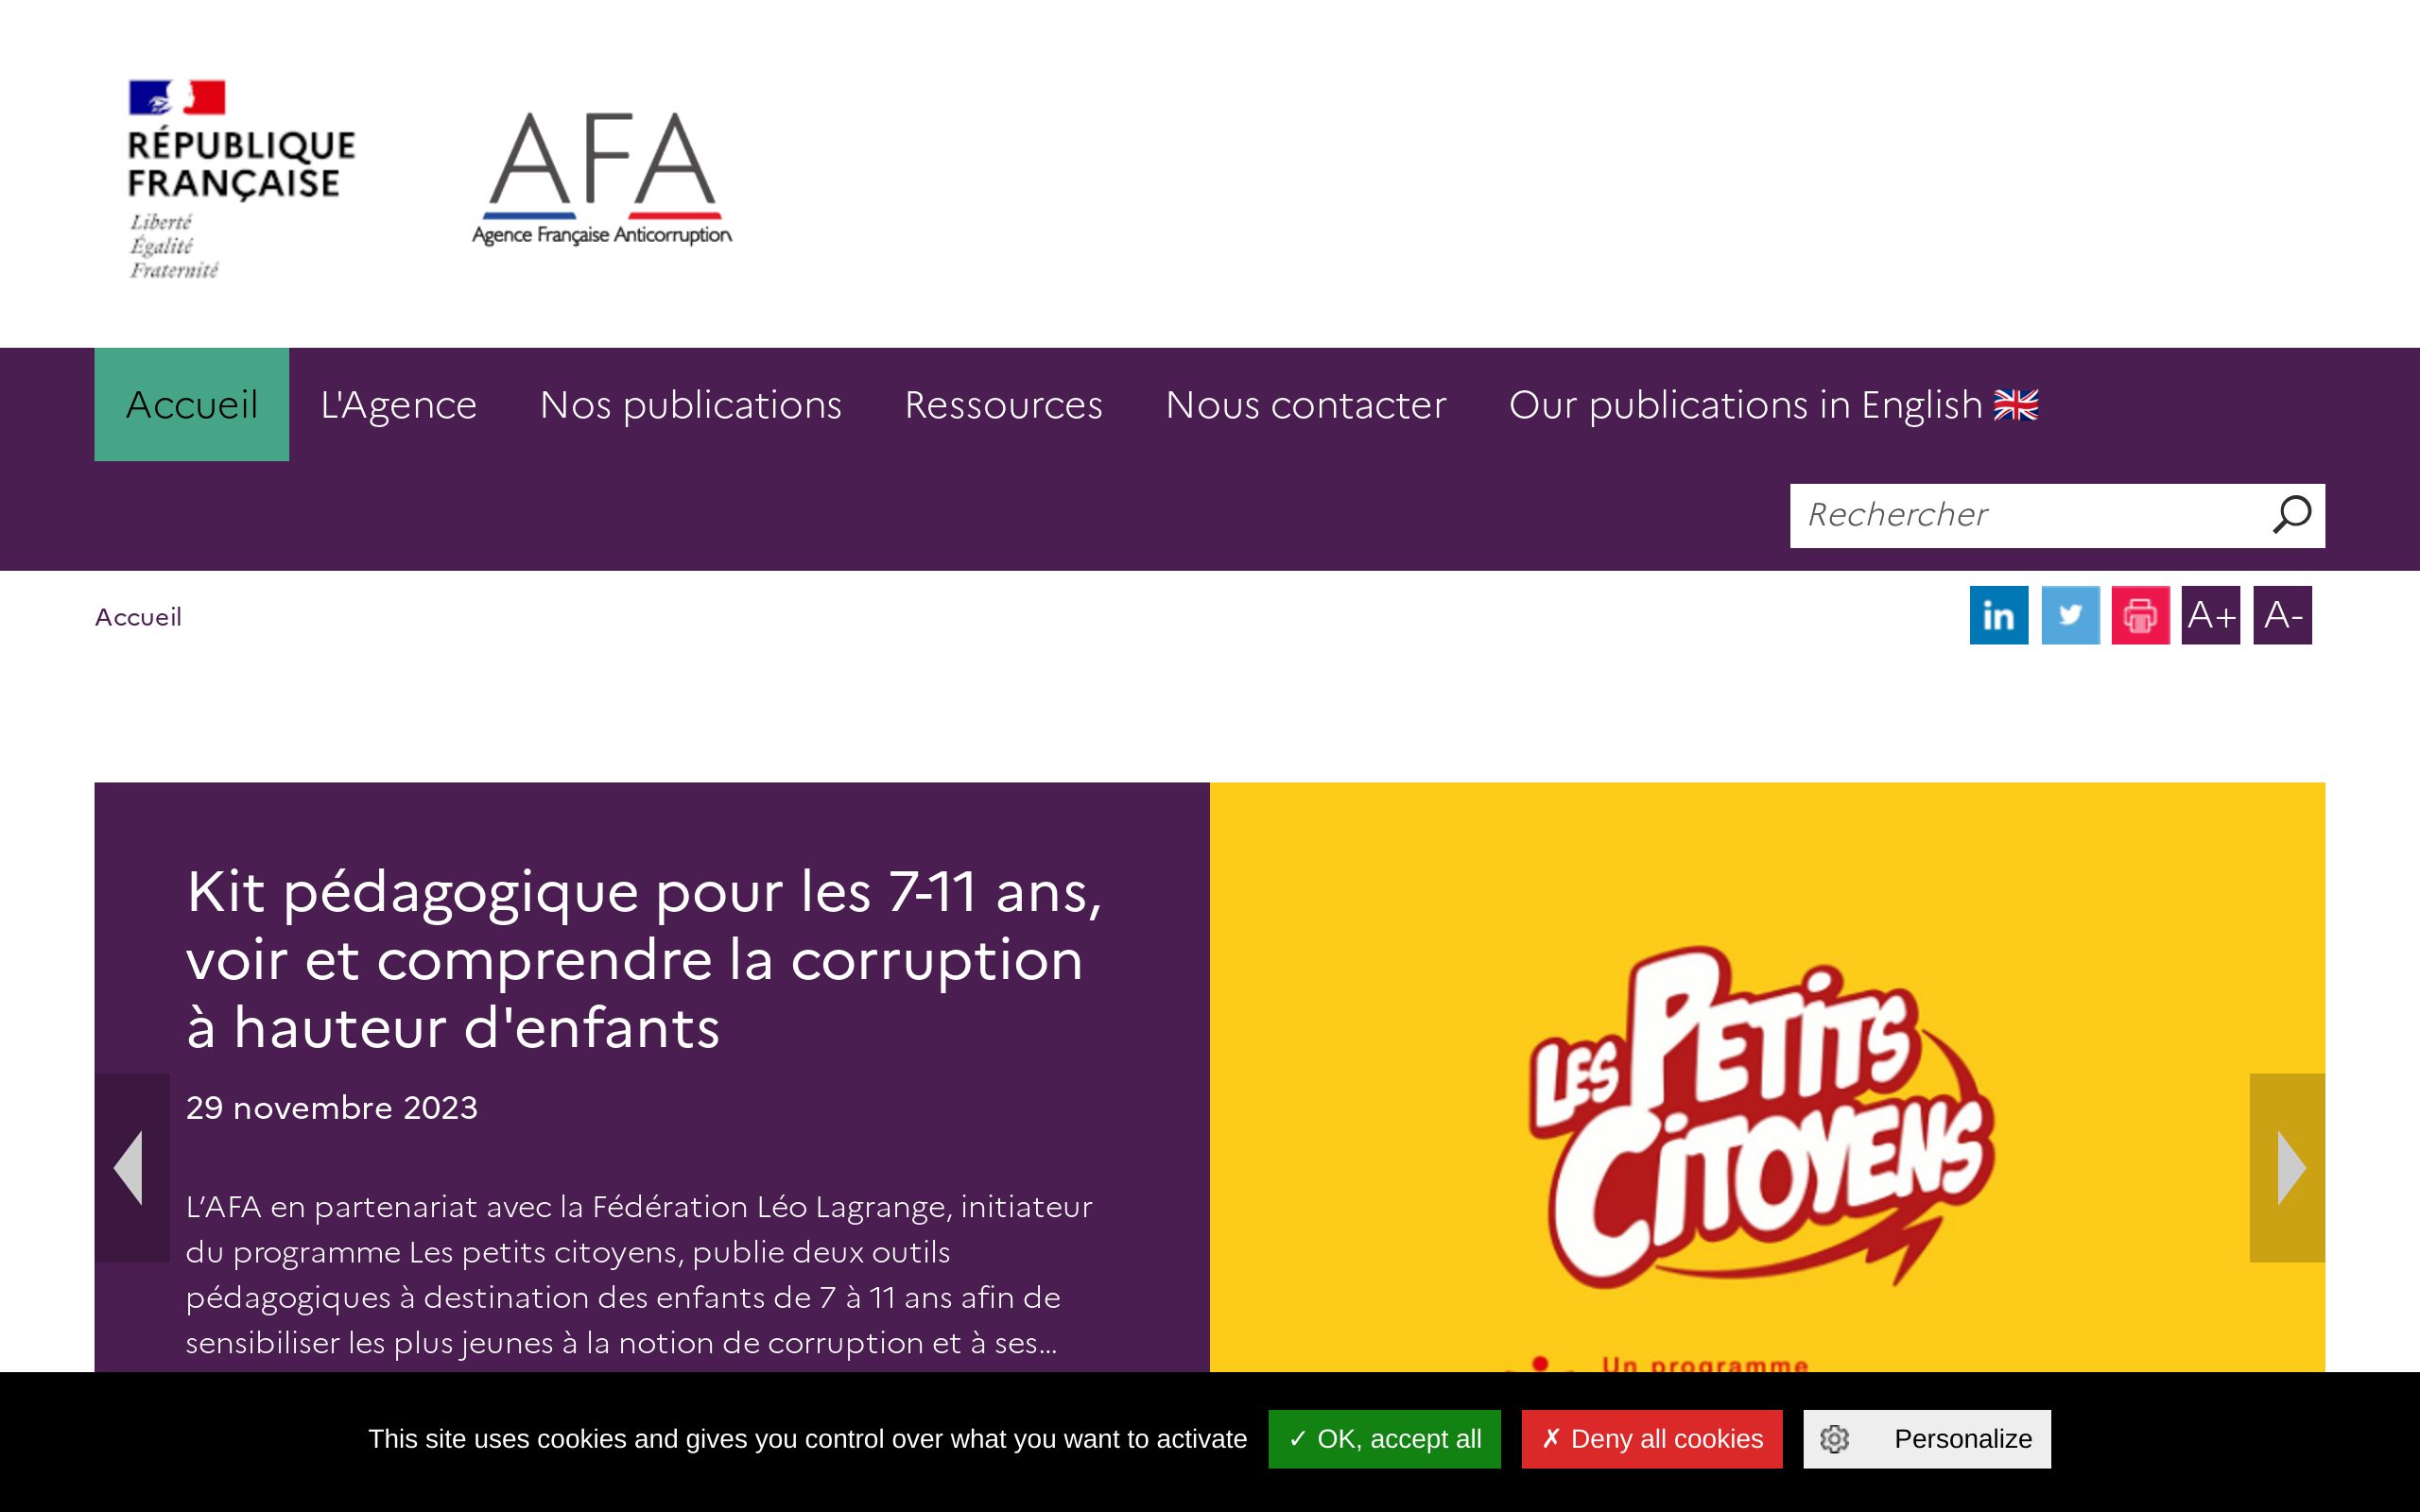 RÉPUBLIQUE
FRANÇAISE
Liberté
Égalité
Fraternité
AFA
Agence Française Anticorruption
Accueil L'Agence Nos publications Ressources Nous contacter Our publications in English 🇬🇧
Rechercher
Accueil
in A+ A-
Kit pédagogique pour les 7-11 ans,
voir et comprendre la corruption
à hauteur d'enfants
29 novembre 2023
L’AFA en partenariat avec la Fédération Léo Lagrange, initiateur
du programme Les petits citoyens, publie deux outils
pédagogiques à destination des enfants de 7 à 11 ans afin de
sensibiliser les plus jeunes à la notion de corruption et à ses...
LES PETITS
CITOYENS
Un programme
This site uses cookies and gives you control over what you want to activate ✓ OK, accept all ✗ Deny all cookies Personalize